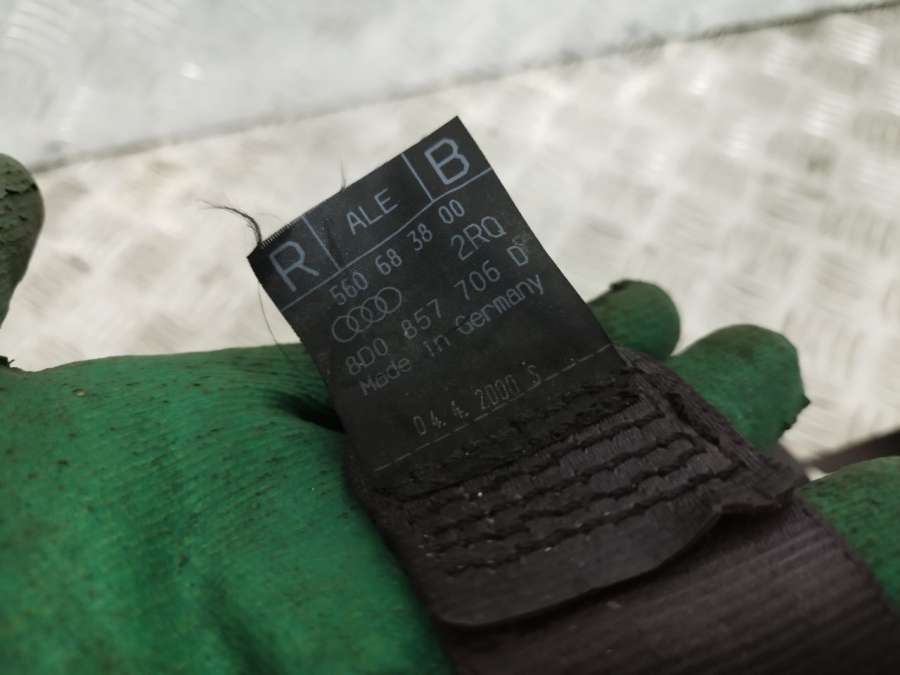 R ALE B
560 68 38 00
2RQ
8D0 857 706 D
Made in Germany
04.4.2000 S